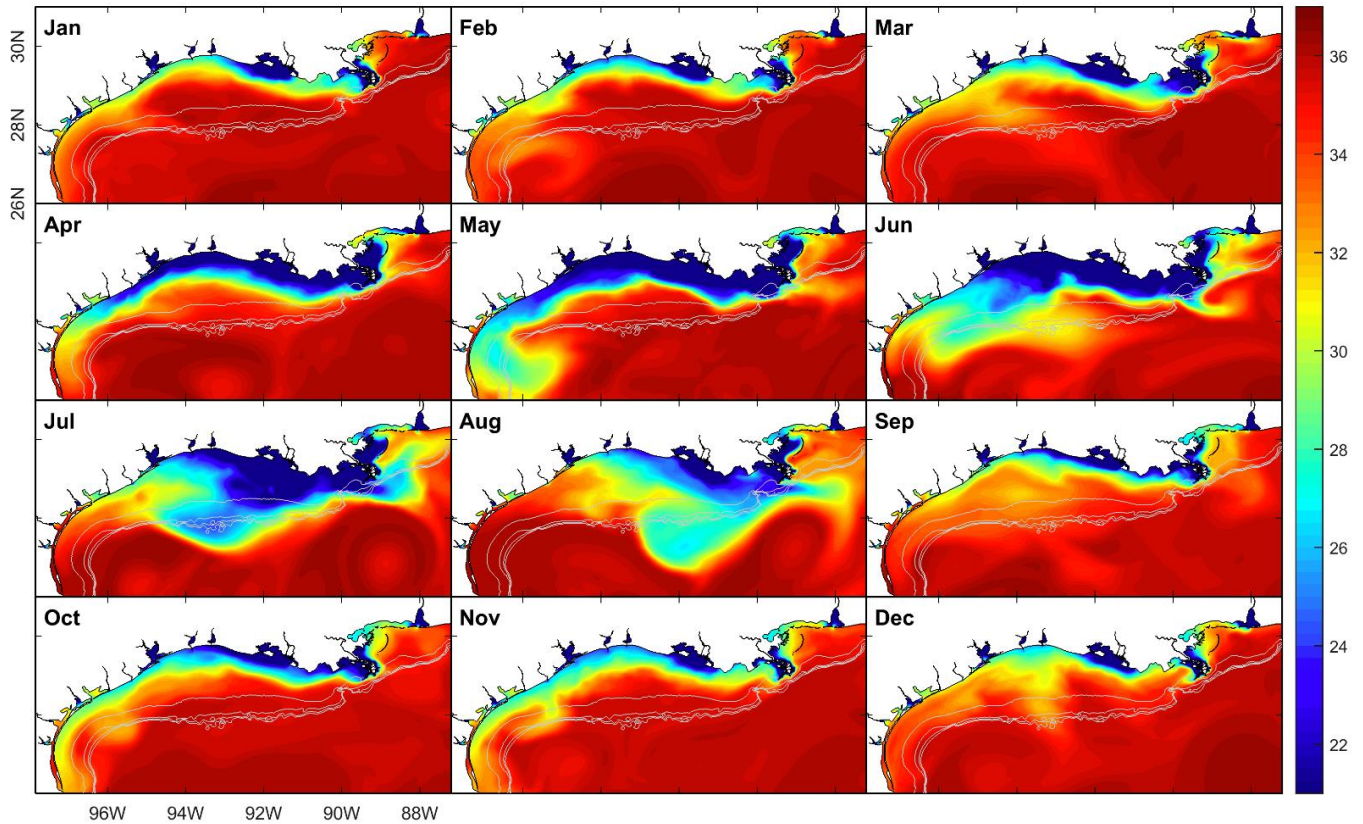 Jan Feb Mar
30N
28N
26N
Apr May Jun
Jul Aug Sep
Oct Nov Dec
96W 94W 92W 90W 88W
36
34
32
30
28
26
24
22